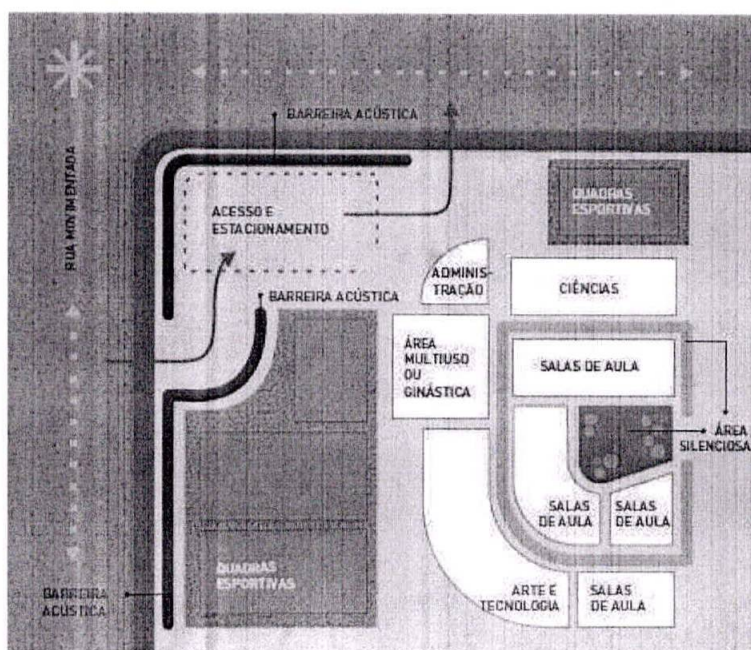 BARREIRA ACÚSTICA
RUA MOVIMENTADA
ACESSO E
ESTACIONAMENTO
QUADRAS
ESPORTIVAS
ADMINIS-
TRAÇÃO
CIÊNCIAS
BARREIRA ACÚSTICA
ÁREA
MULTIUSO
OU
GINÁSTICA
SALAS DE AULA
ÁREA
SILENCIOSA
SALAS
DE AULA
SALAS
DE AULA
QUADRAS
ESPORTIVAS
BARREIRA
ACÚSTICA
ARTE E
TECNOLOGIA
SALAS
DE AULA